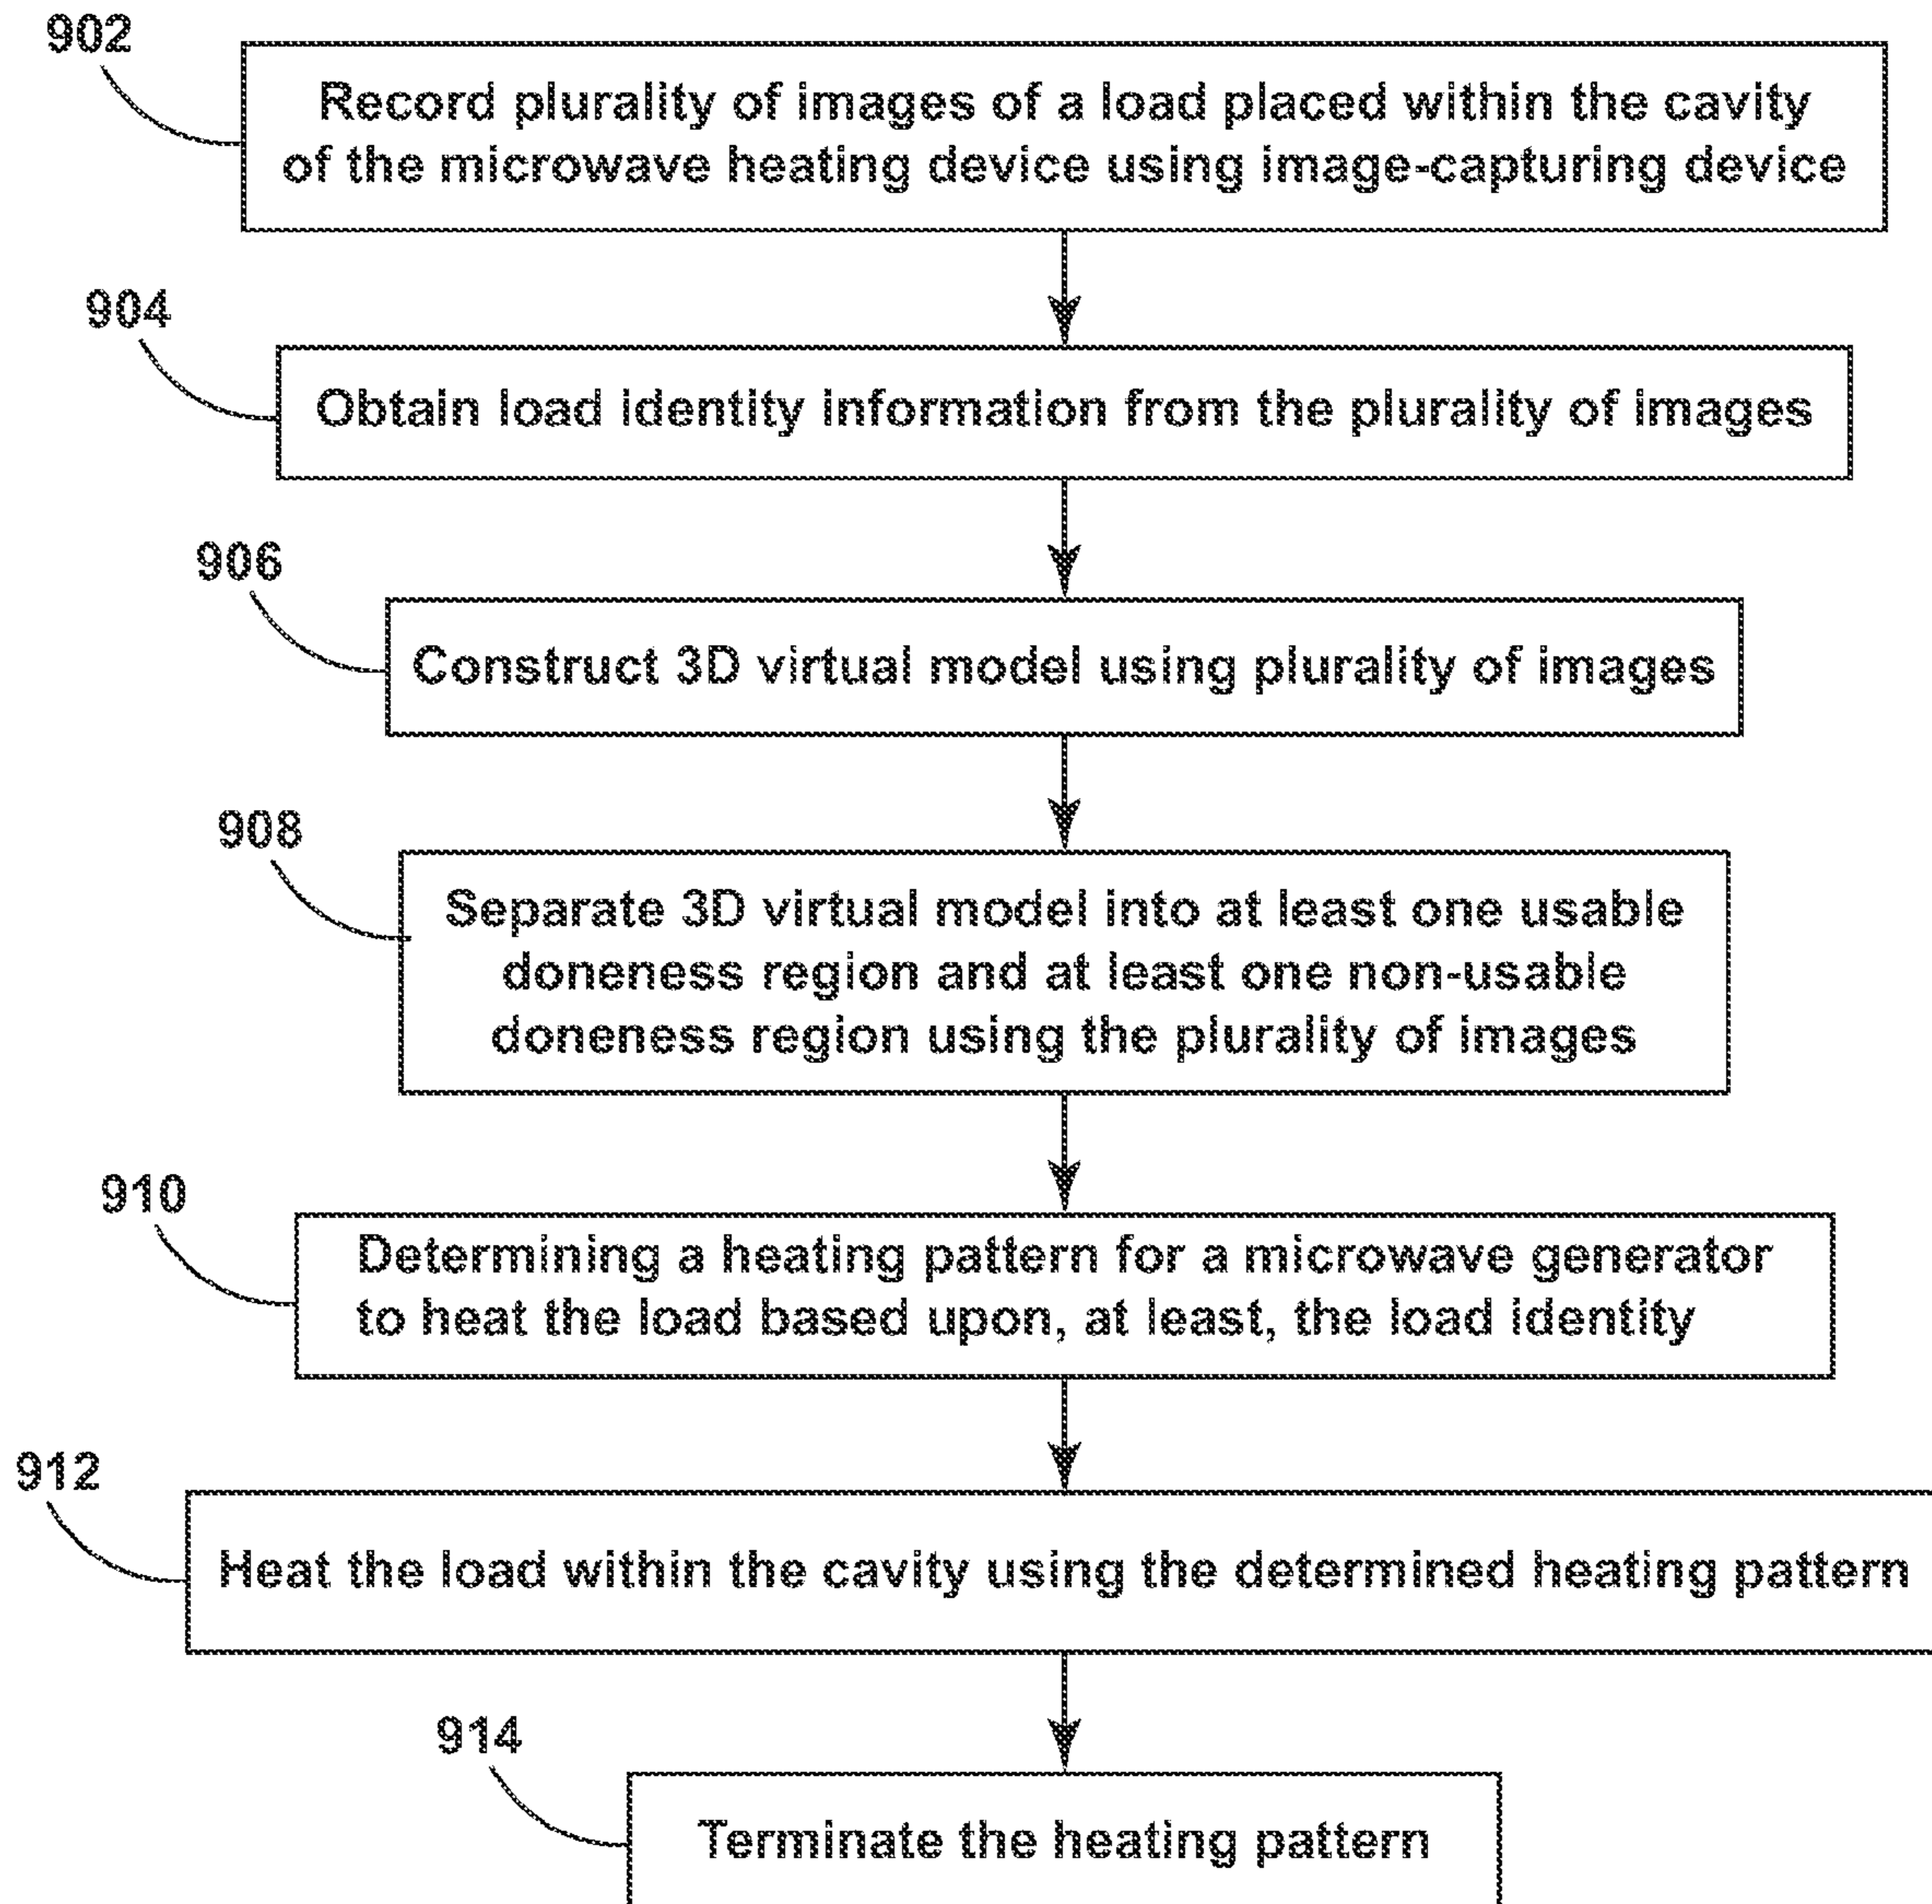 902
Record plurality of images of a load placed within the cavity
of the microwave heating device using image-capturing device
904
Obtain load identity information from the plurality of images
906
Construct 3D virtual model using plurality of images
908
Separate 3D virtual model into at least one usable
doneness region and at least one non-usable
doneness region using the plurality of images
910
Determining a heating pattern for a microwave generator
to heat the load based upon, at least, the load identity
912
Heat the load within the cavity using the determined heating pattern
914
Terminate the heating pattern